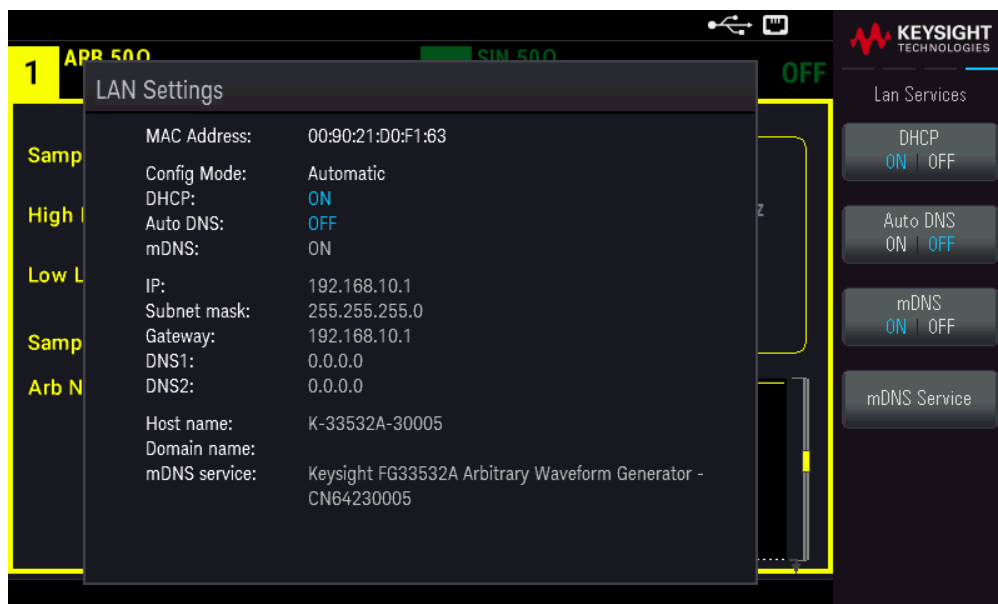 KEYSIGHT
TECHNOLOGIES
1
ARB 50Ω
SIN 50Ω
OFF
LAN Settings
MAC Address: 00:90:21:D0:F1:63
Config Mode: Automatic
DHCP: ON
Auto DNS: OFF
mDNS: ON
IP: 192.168.10.1
Subnet mask: 255.255.255.0
Gateway: 192.168.10.1
DNS1: 0.0.0.0
DNS2: 0.0.0.0
Host name: K-33532A-30005
Domain name:
mDNS service: Keysight FG33532A Arbitrary Waveform Generator -
CN64230005
Samp
High
Low L
Samp
Arb N
z
Lan Services
DHCP
ON | OFF
Auto DNS
ON | OFF
mDNS
ON | OFF
mDNS Service